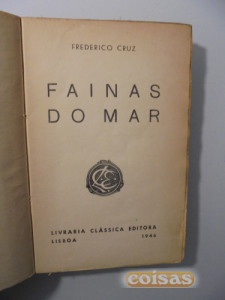 FREDERICO CRUZ
FAINAS
DO MAR
LIVRARIA CLÁSSICA EDITORA
LISBOA
coisas